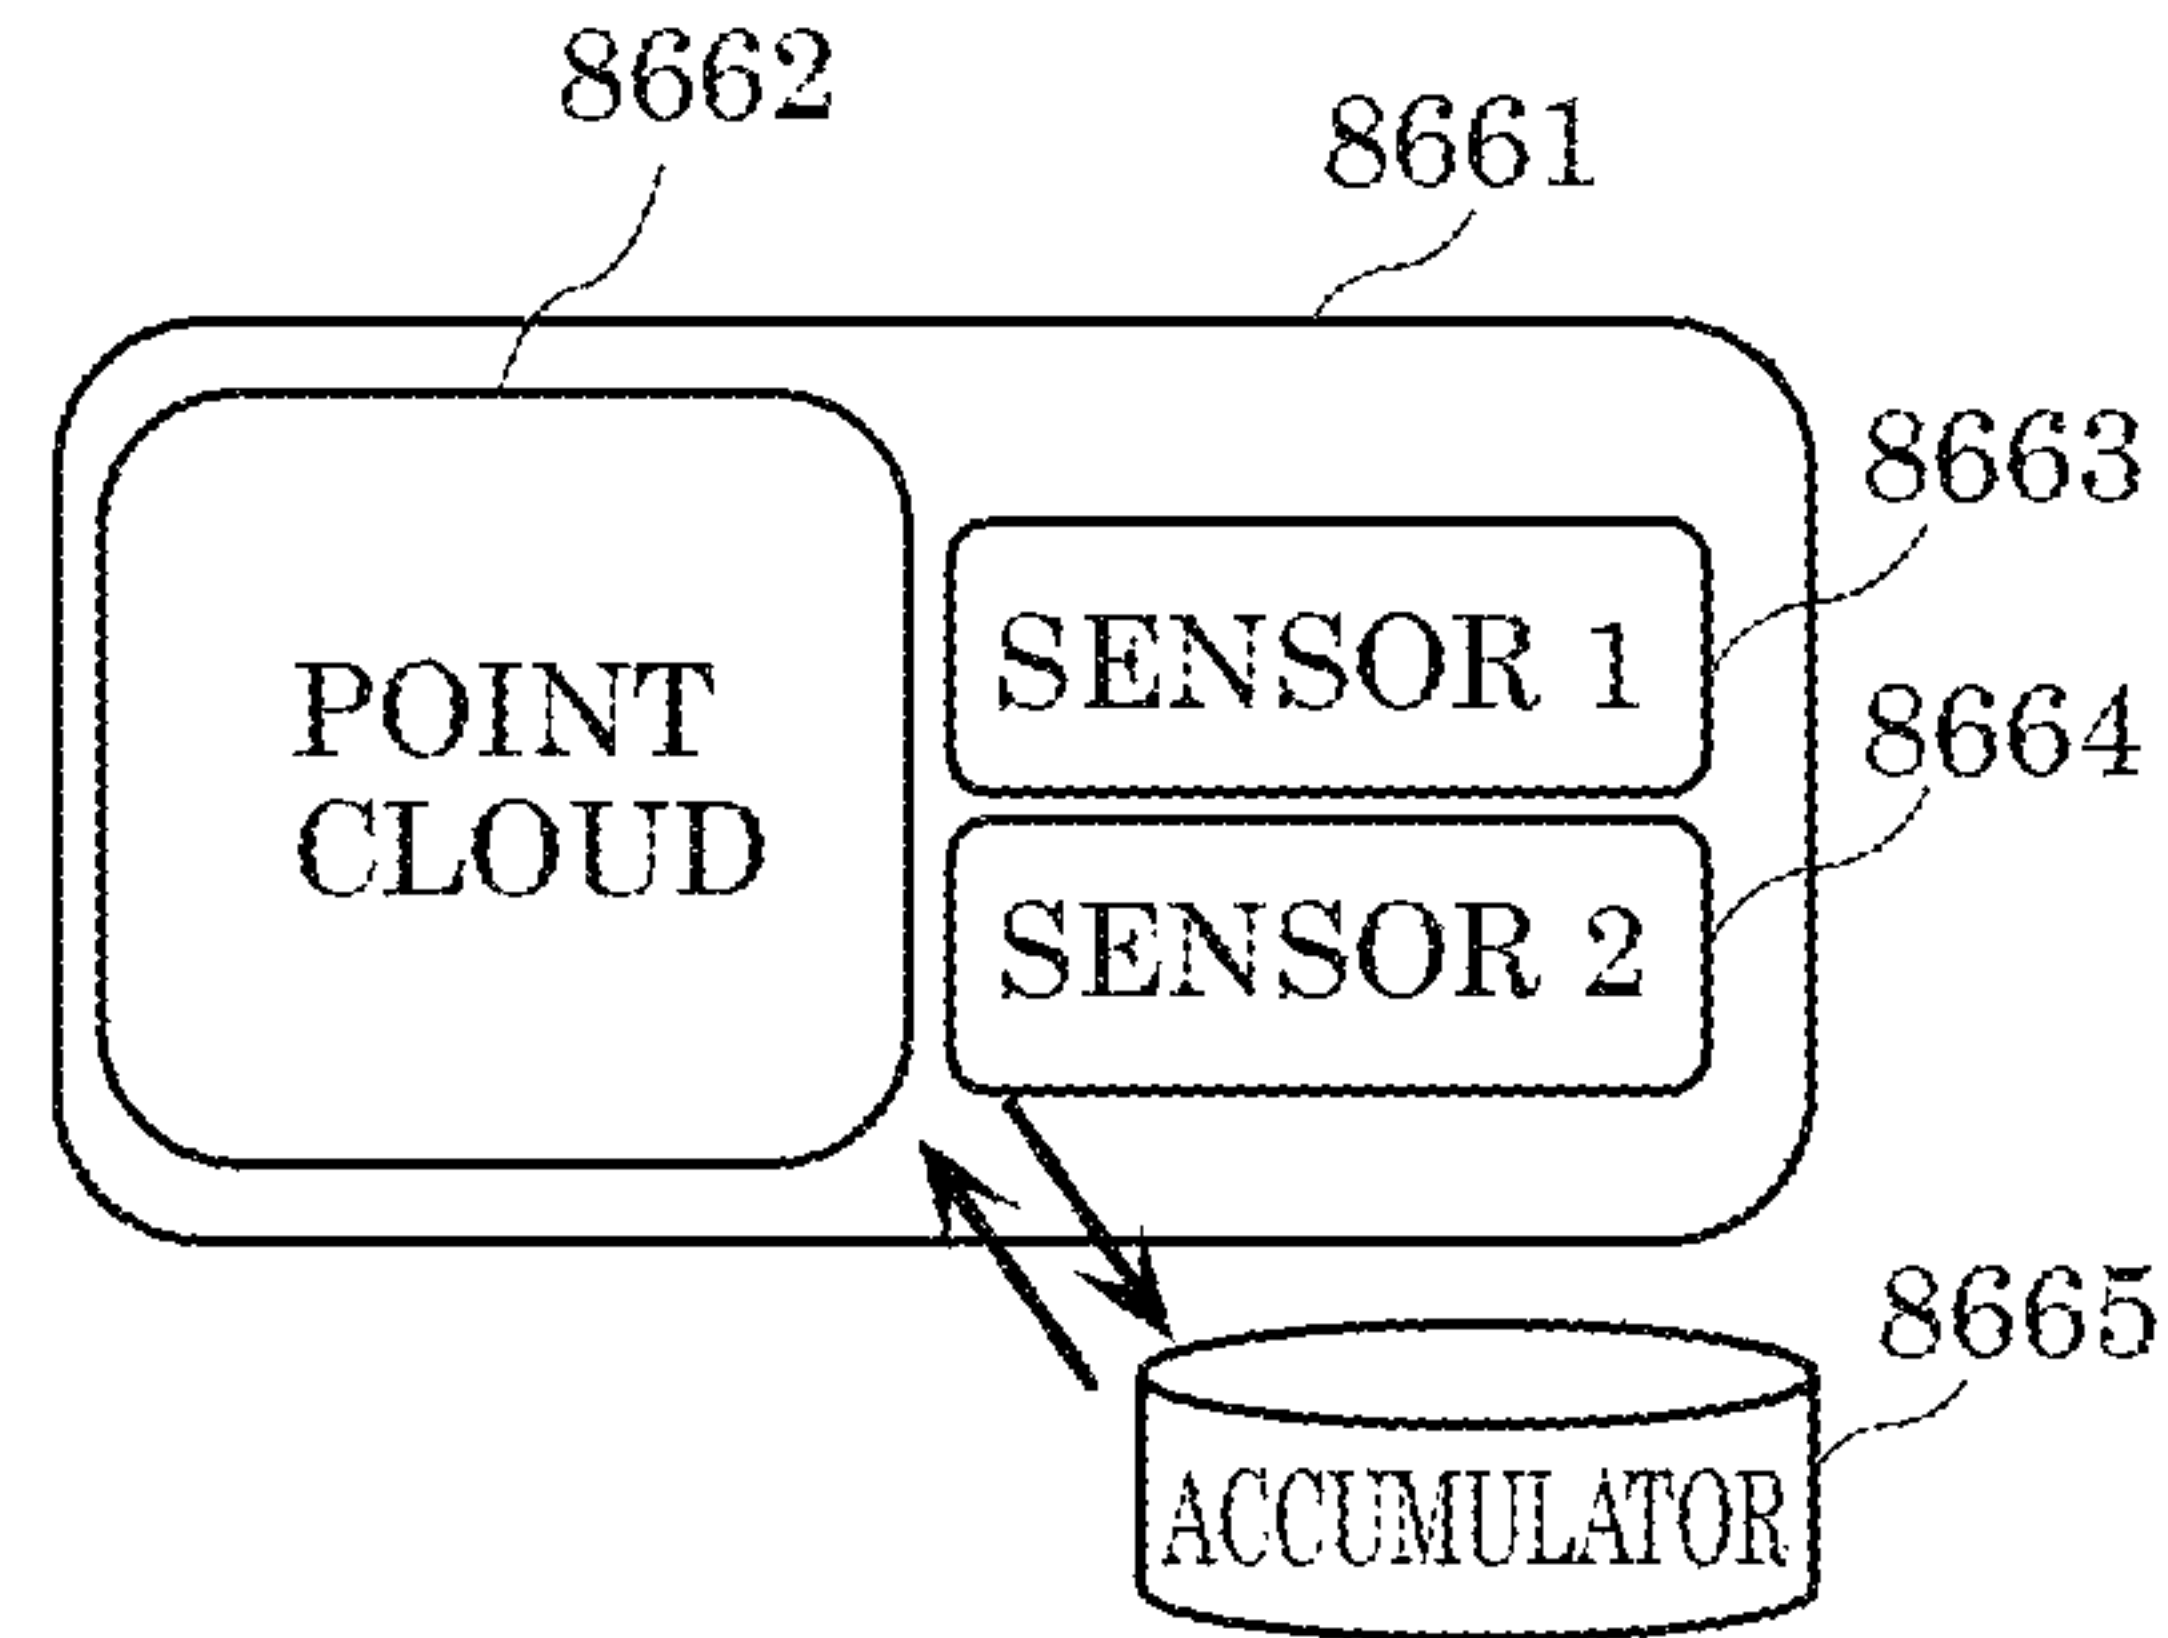 8662
8661
8663
SENSOR 1
POINT
CLOUD
8664
SENSOR 2
8665
ACCUMULATOR